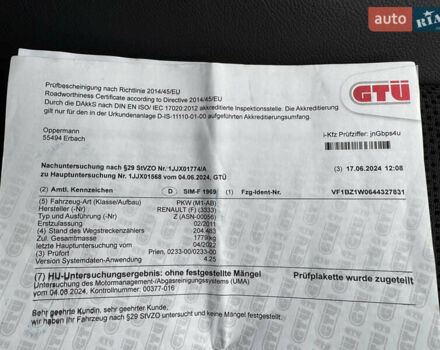 auto RIA
GTÜ
Prüfbescheinigung nach Richtlinie 2014/45/EU
Roadworthiness Certificate according to Directive 2014/45/EU
Durch die DAkkS nach DIN EN ISO/ IEC 17020:2012 akkreditierte Inspektionsstelle. Die Akkreditierung
gilt nur für den in der Urkundenanlage D-IS-11110-01-00 aufgeführten Akkreditierungsumfang.
i-Kfz Prüfziffer: jnGbps4u
Oppermann
55494 Erbach
Nachuntersuchung nach §29 StVZO Nr.1JJX01774/A (3) 17.06.2024 12:08
zu Hauptuntersuchung Nr. 1JJX01568 vom 04.06.2024, GTÜ
(2) Amtl. Kennzeichen D SIM-F 1969 (1) Fzg-Ident-Nr. VF1BZ1W0644327831
(5) Fahrzeug-Art (Klasse/Aufbau) PKW (M1-AB)
Hersteller (-Nr) RENAULT (F) (3333)
Typ und Ausführung (-Nr) Z (ASN-00056)
Erstzulassung 02/2011
(4) Stand des Wegstreckenzählers 204.483
Zul. Gesamtmasse 1779kg
letzte Hauptuntersuchung vom 04/2022
(3) Prüfort Prien, 0233-00/0233-00
Version Systemdaten-Anwendung 4.25
(7) HU-Untersuchungsergebnis: ohne festgestellte Mängel Prüfplakette wurde zugeteilt
Untersuchung des Motormanagement-/Abgasreinigungssystems (UMA)
vom 04.06.2024, Kontrollnummer: 00377-016
Sehr geehrte Kundin, sehr geehrter Kunde,
wir haben Ihr Fahrzeug nach §29 StVZO untersucht und keine Mängel festgestellt.